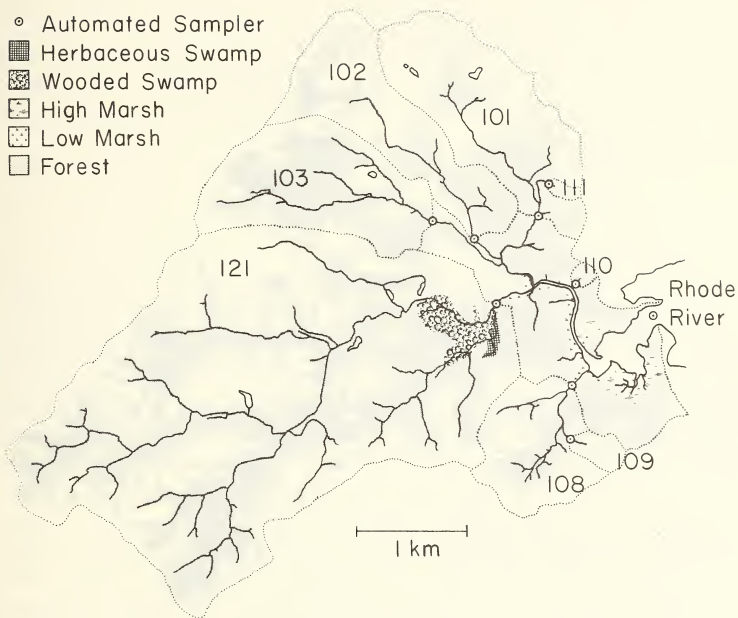 Automated Sampler
Herbaceous Swamp
Wooded Swamp
High Marsh
Low Marsh
Forest
102
101
103
111
121
110
Rhode
River
109
108
1 km